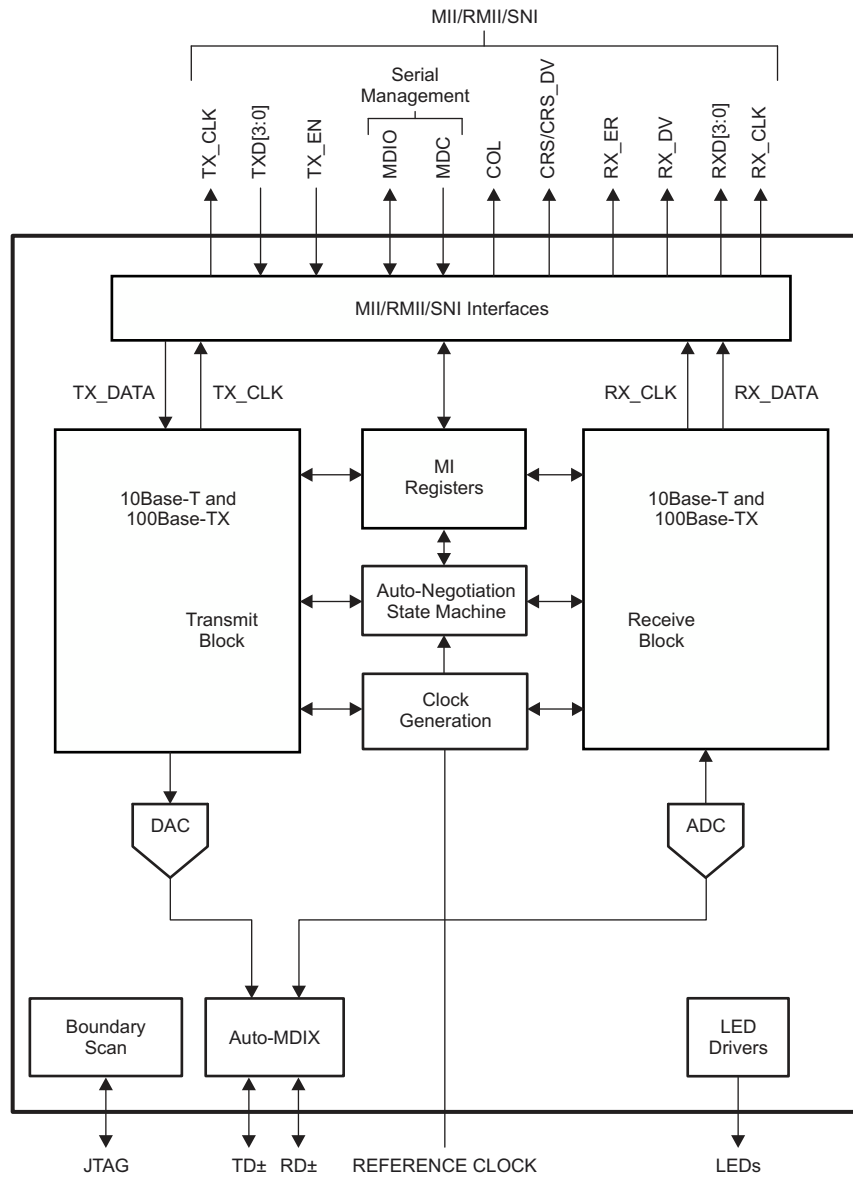 MII/RMII/SNI
Serial
Management
TX_CLK
TXD[3:0]
TX_EN
MDIO
MDC
COL
CRS/CRS_DV
RX_ER
RX_DV
RXD[3:0]
RX_CLK
MII/RMII/SNI Interfaces
TX_DATA
TX_CLK
RX_CLK
RX_DATA
10Base-T and
100Base-TX
Transmit
Block
MI
Registers
Auto-Negotiation
State Machine
Clock
Generation
10Base-T and
100Base-TX
Receive
Block
DAC
ADC
Boundary
Scan
Auto-MDIX
LED
Drivers
JTAG
TD±
RD±
REFERENCE CLOCK
LEDs